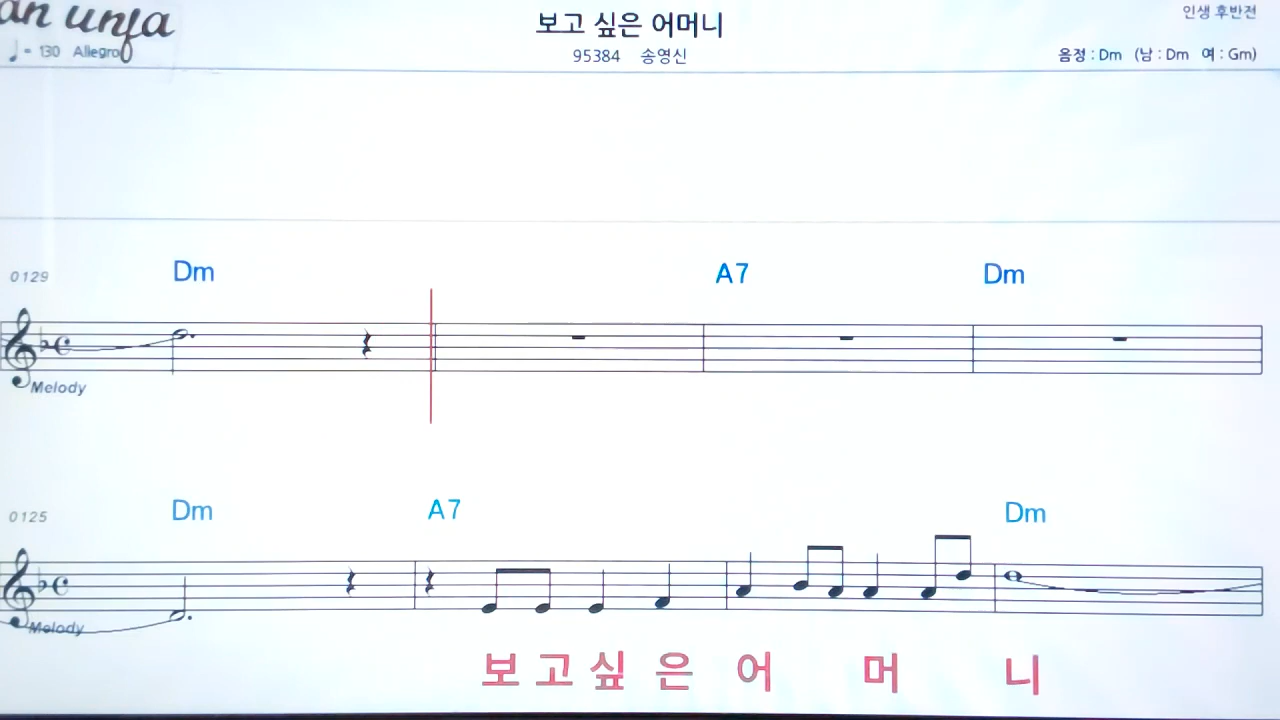 보고 싶은 어머니
인생 후반전
♩= 130 Allegro
95384 송영신
음정 : Dm (남 : Dm 여 : Gm)
0129 Dm A7 Dm
Melody
0125 Dm A7 Dm
Melody
보 고 싶 은 어 머 니